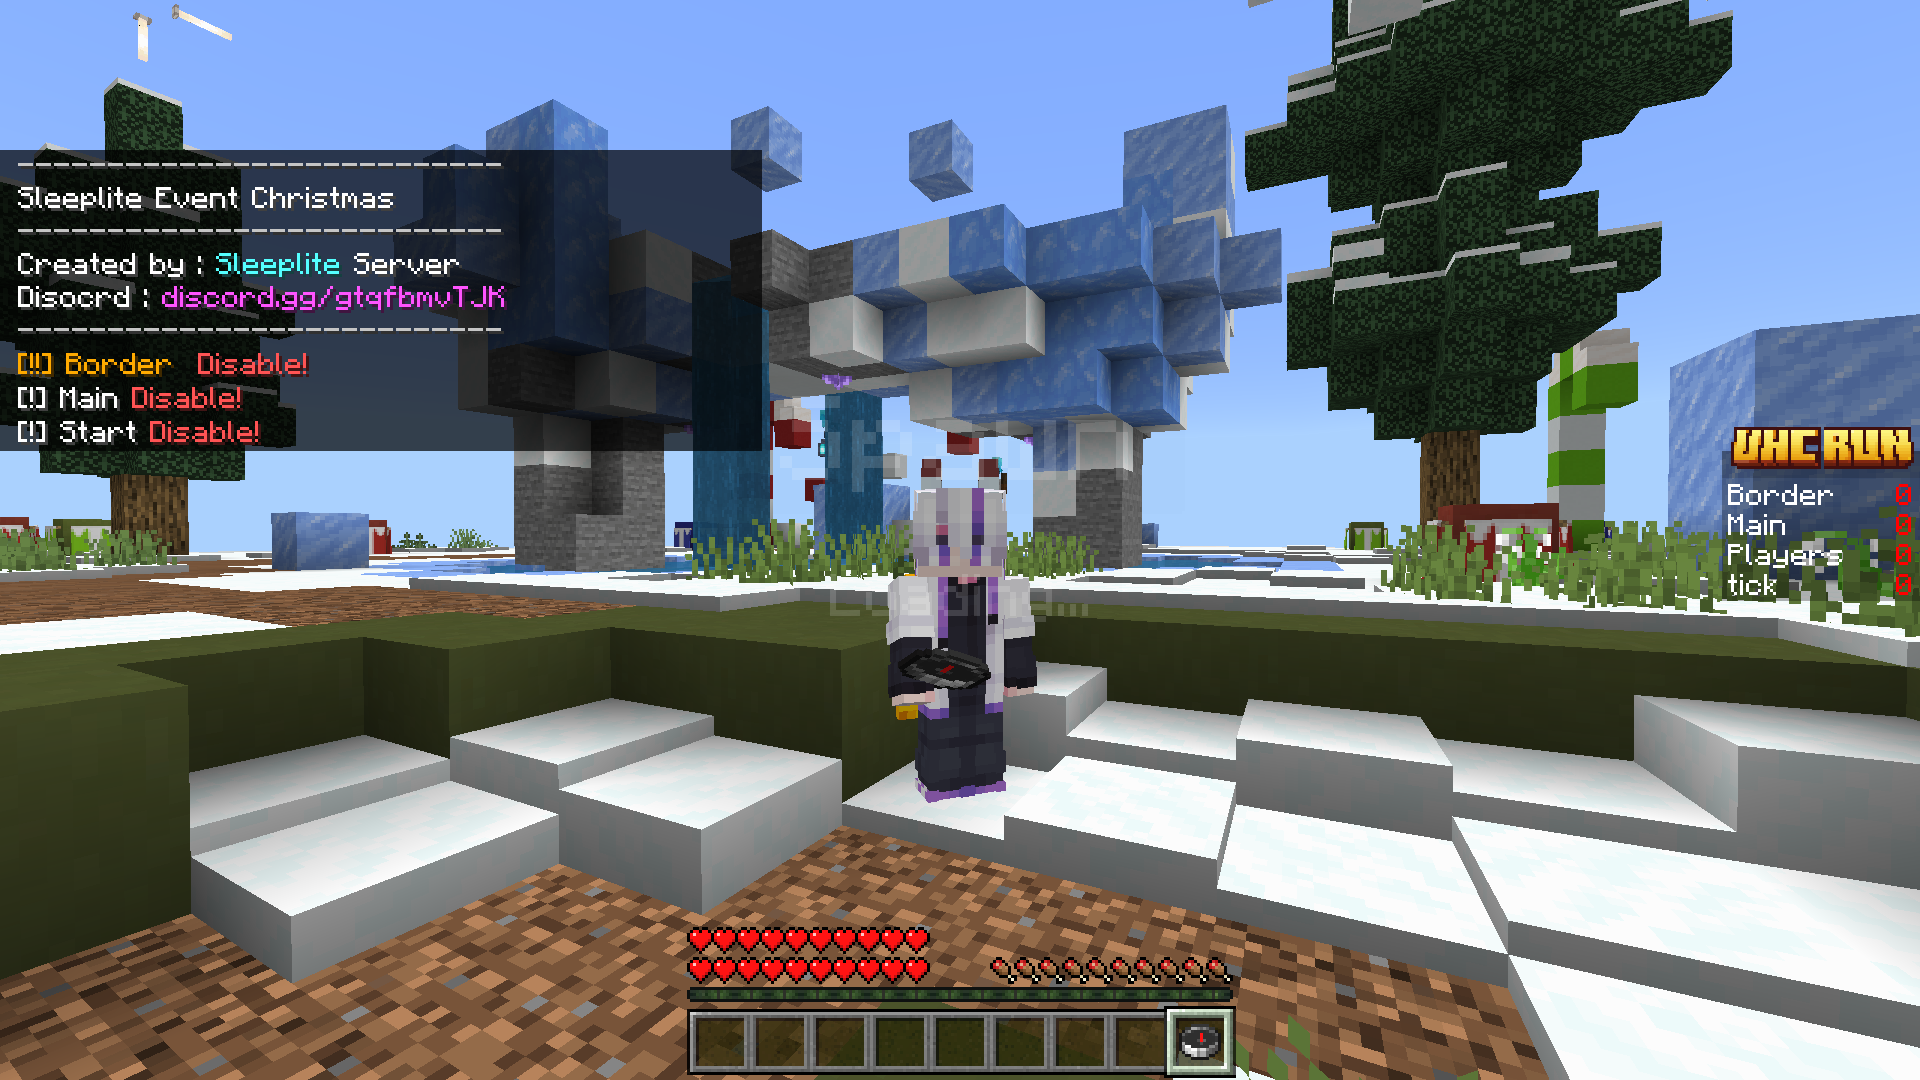 --------------------------------
Sleeplite Event Christmas
--------------------------------
Created by : Sleeplite Server
Disocrd : discord.gg/gtqfbmvTJK
--------------------------------
[!!] Border Disable!
[!] Main Disable!
[!] Start Disable!
Loading...
UHC RUN
Border 0
Main 0
Players 0
tick 0